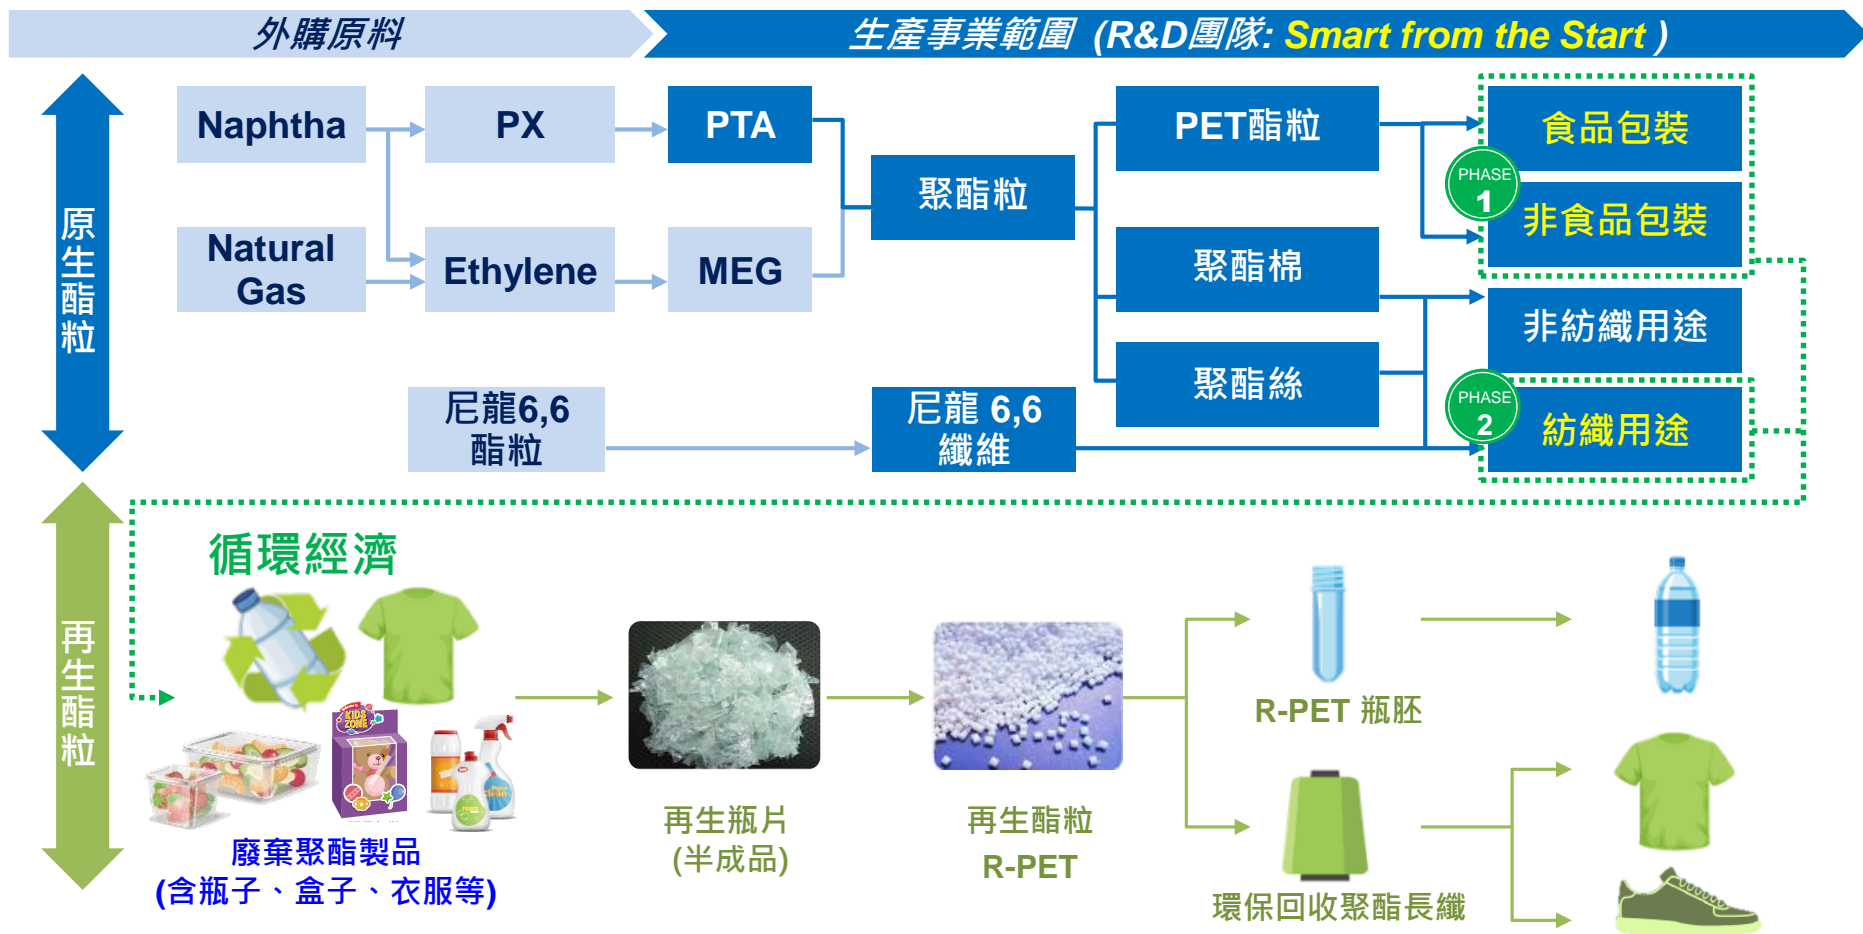 外購原料
生產事業範圍 (R&D團隊: Smart from the Start )
原生酯粒
Naphtha
PX
PTA
PET酯粒
食品包裝
PHASE
1
聚酯粒
非食品包裝
Natural
Gas
Ethylene
MEG
聚酯棉
非紡織用途
聚酯絲
尼龍6,6
酯粒
尼龍 6,6
纖維
PHASE
2
紡織用途
再生酯粒
循環經濟
KIDS
ZONE
廢棄聚酯製品
(含瓶子、盒子、衣服等)
再生瓶片
(半成品)
再生酯粒
R-PET
R-PET 瓶胚
環保回收聚酯長纖